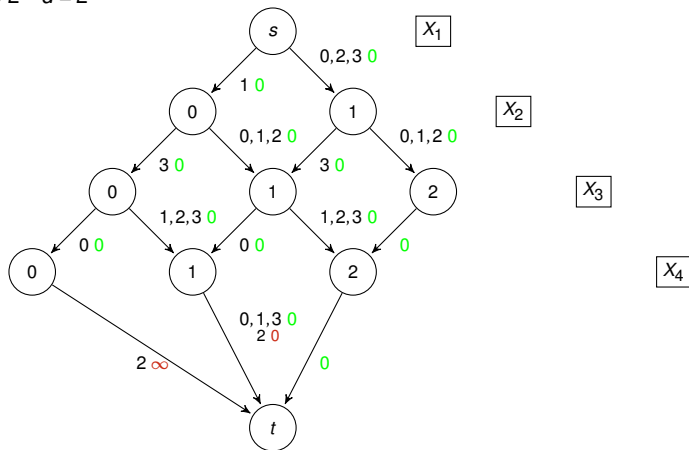 s X₁
0,2,3 0
1 0
0 1 X₂
0,1,2 0 0,1,2 0
3 0 3 0
0 1 2 X₃
1,2,3 0 1,2,3 0
0 0 0 0 0
0 1 2 X₄
0,1,3 0
2 0
2 ∞ 0
t